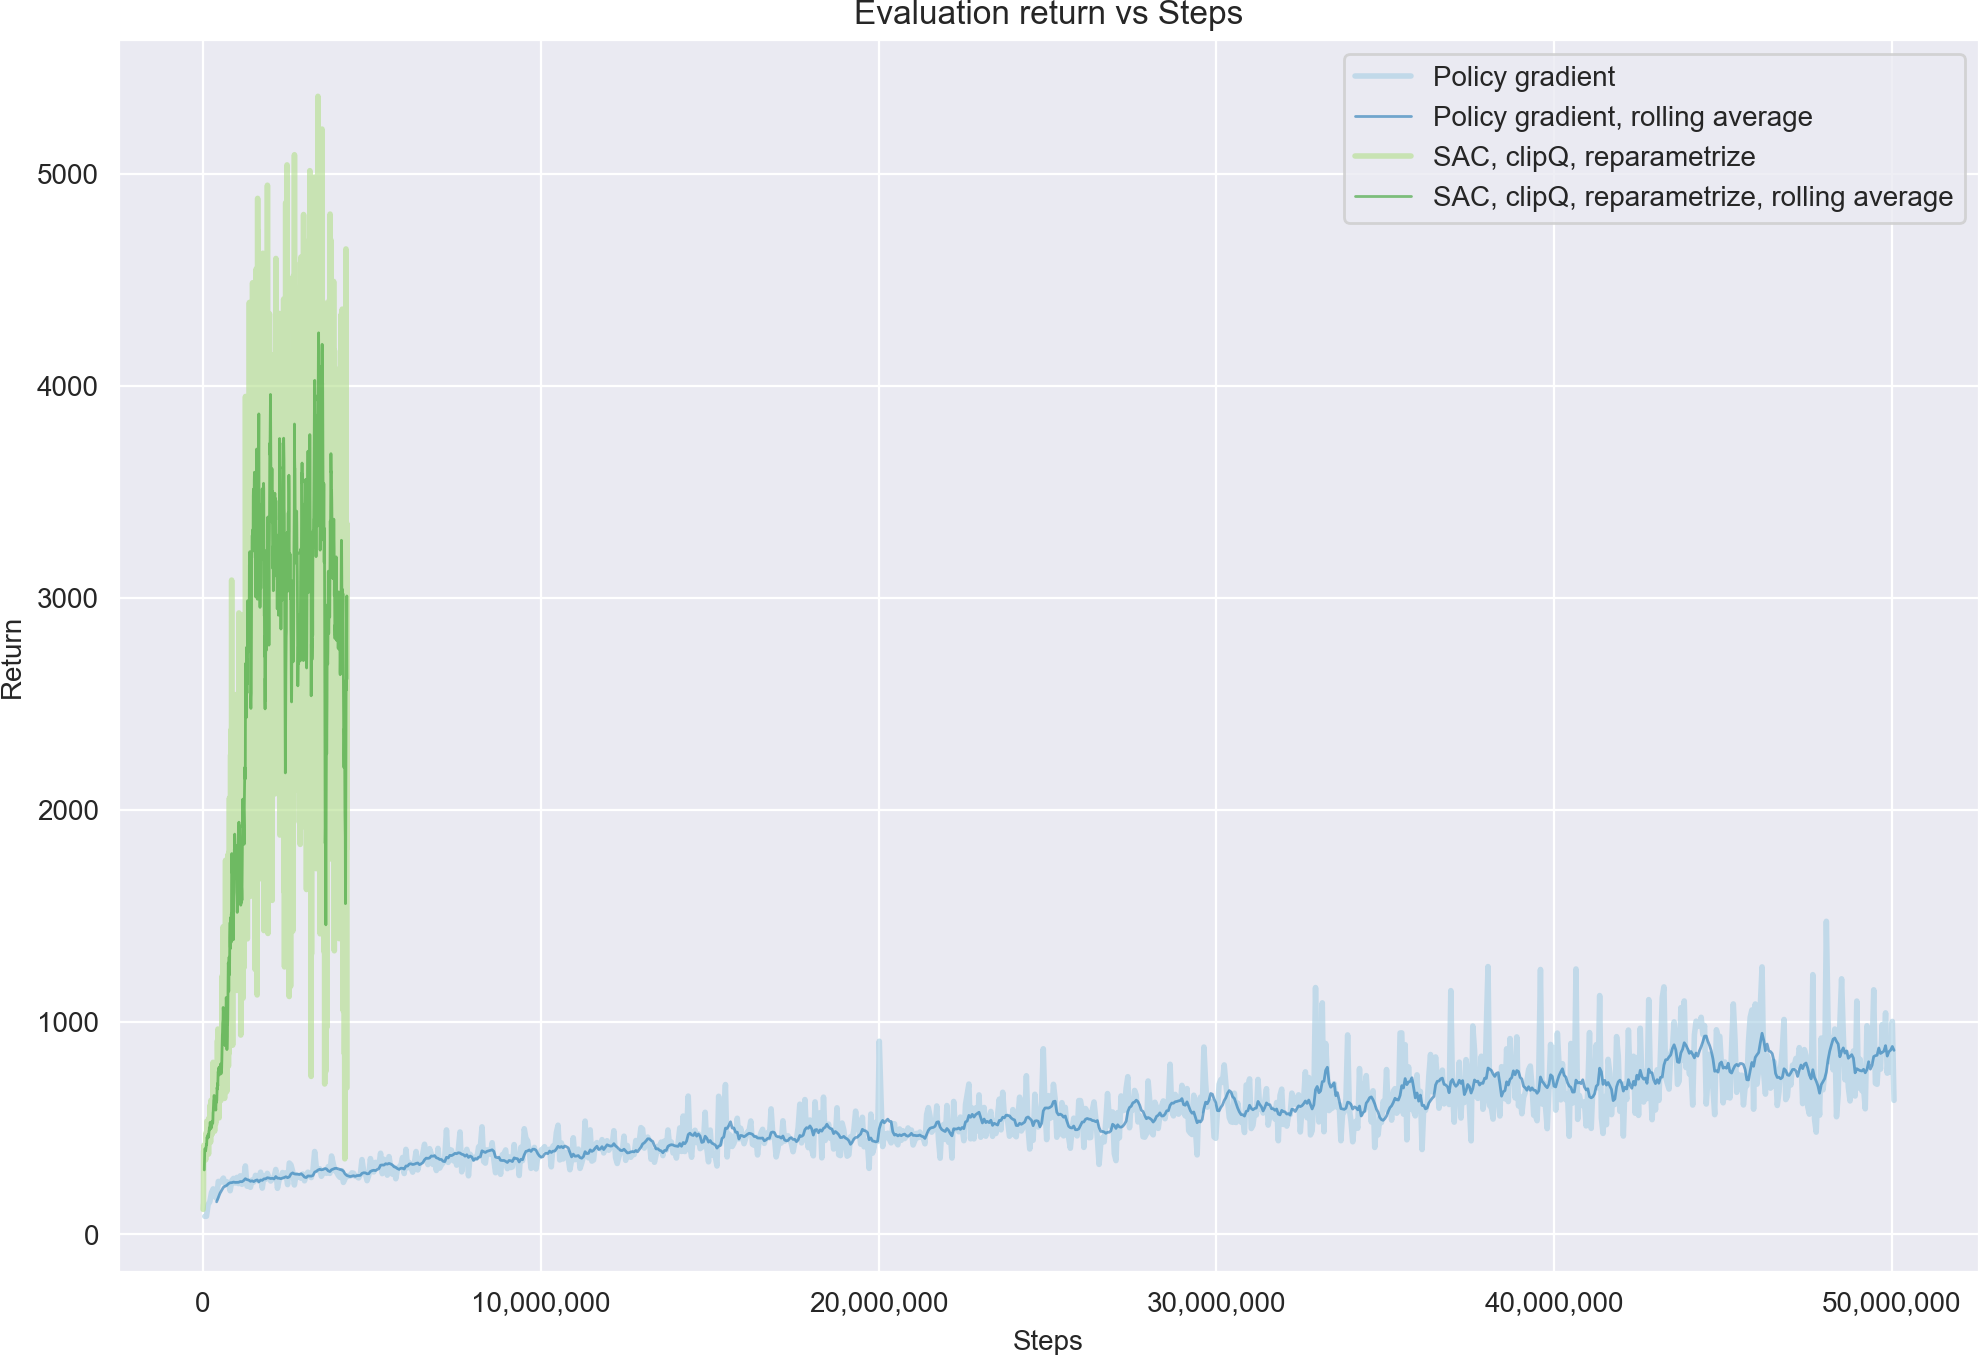 Evaluation return vs Steps
Policy gradient
Policy gradient, rolling average
SAC, clipQ, reparametrize
SAC, clipQ, reparametrize, rolling average
Return
5000
4000
3000
2000
1000
0
0
10,000,000
20,000,000
30,000,000
40,000,000
50,000,000
Steps